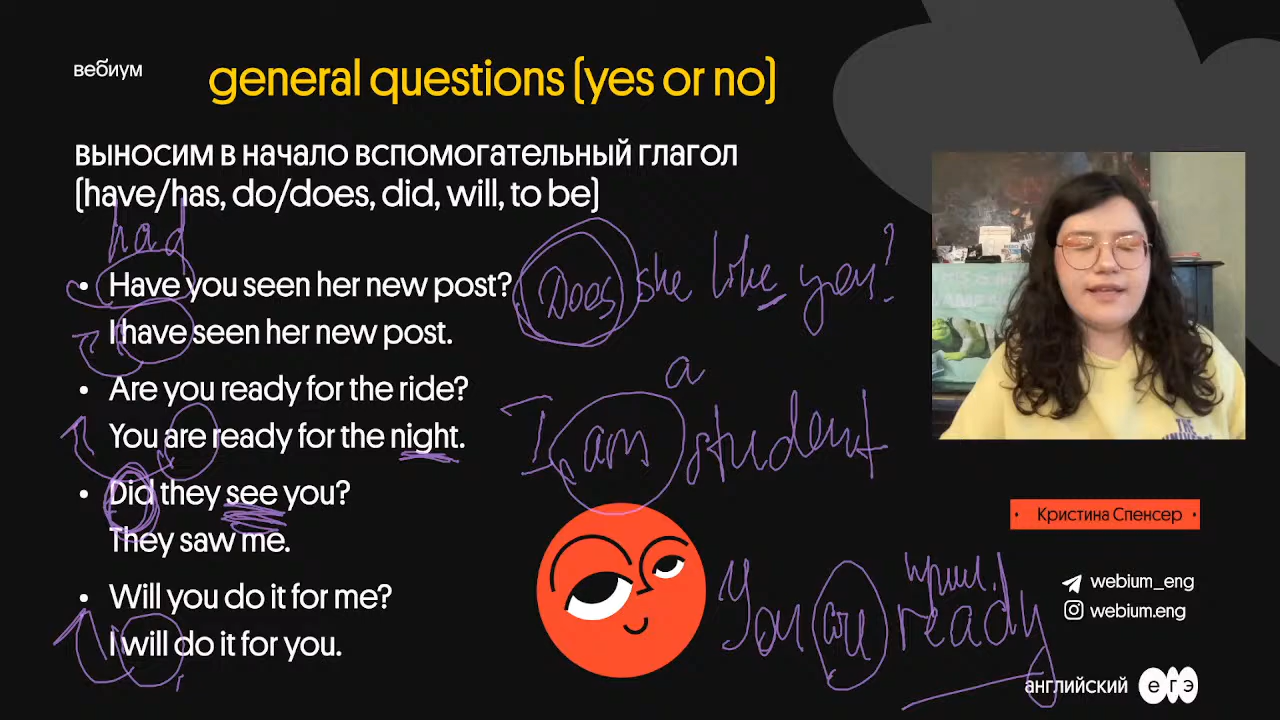 вебиум
general questions (yes or no)
выносим в начало вспомогательный глагол
(have/has, do/does, did, will, to be)
had
• Have you seen her new post?
I have seen her new post.
Does she like you?
• Are you ready for the ride?
You are ready for the night.
a
I am student
• Did they see you?
They saw me.
• Will you do it for me?
I will do it for you.
прил.
You are ready
• Кристина Спенсер •
webium_eng
webium.eng
английский егэ